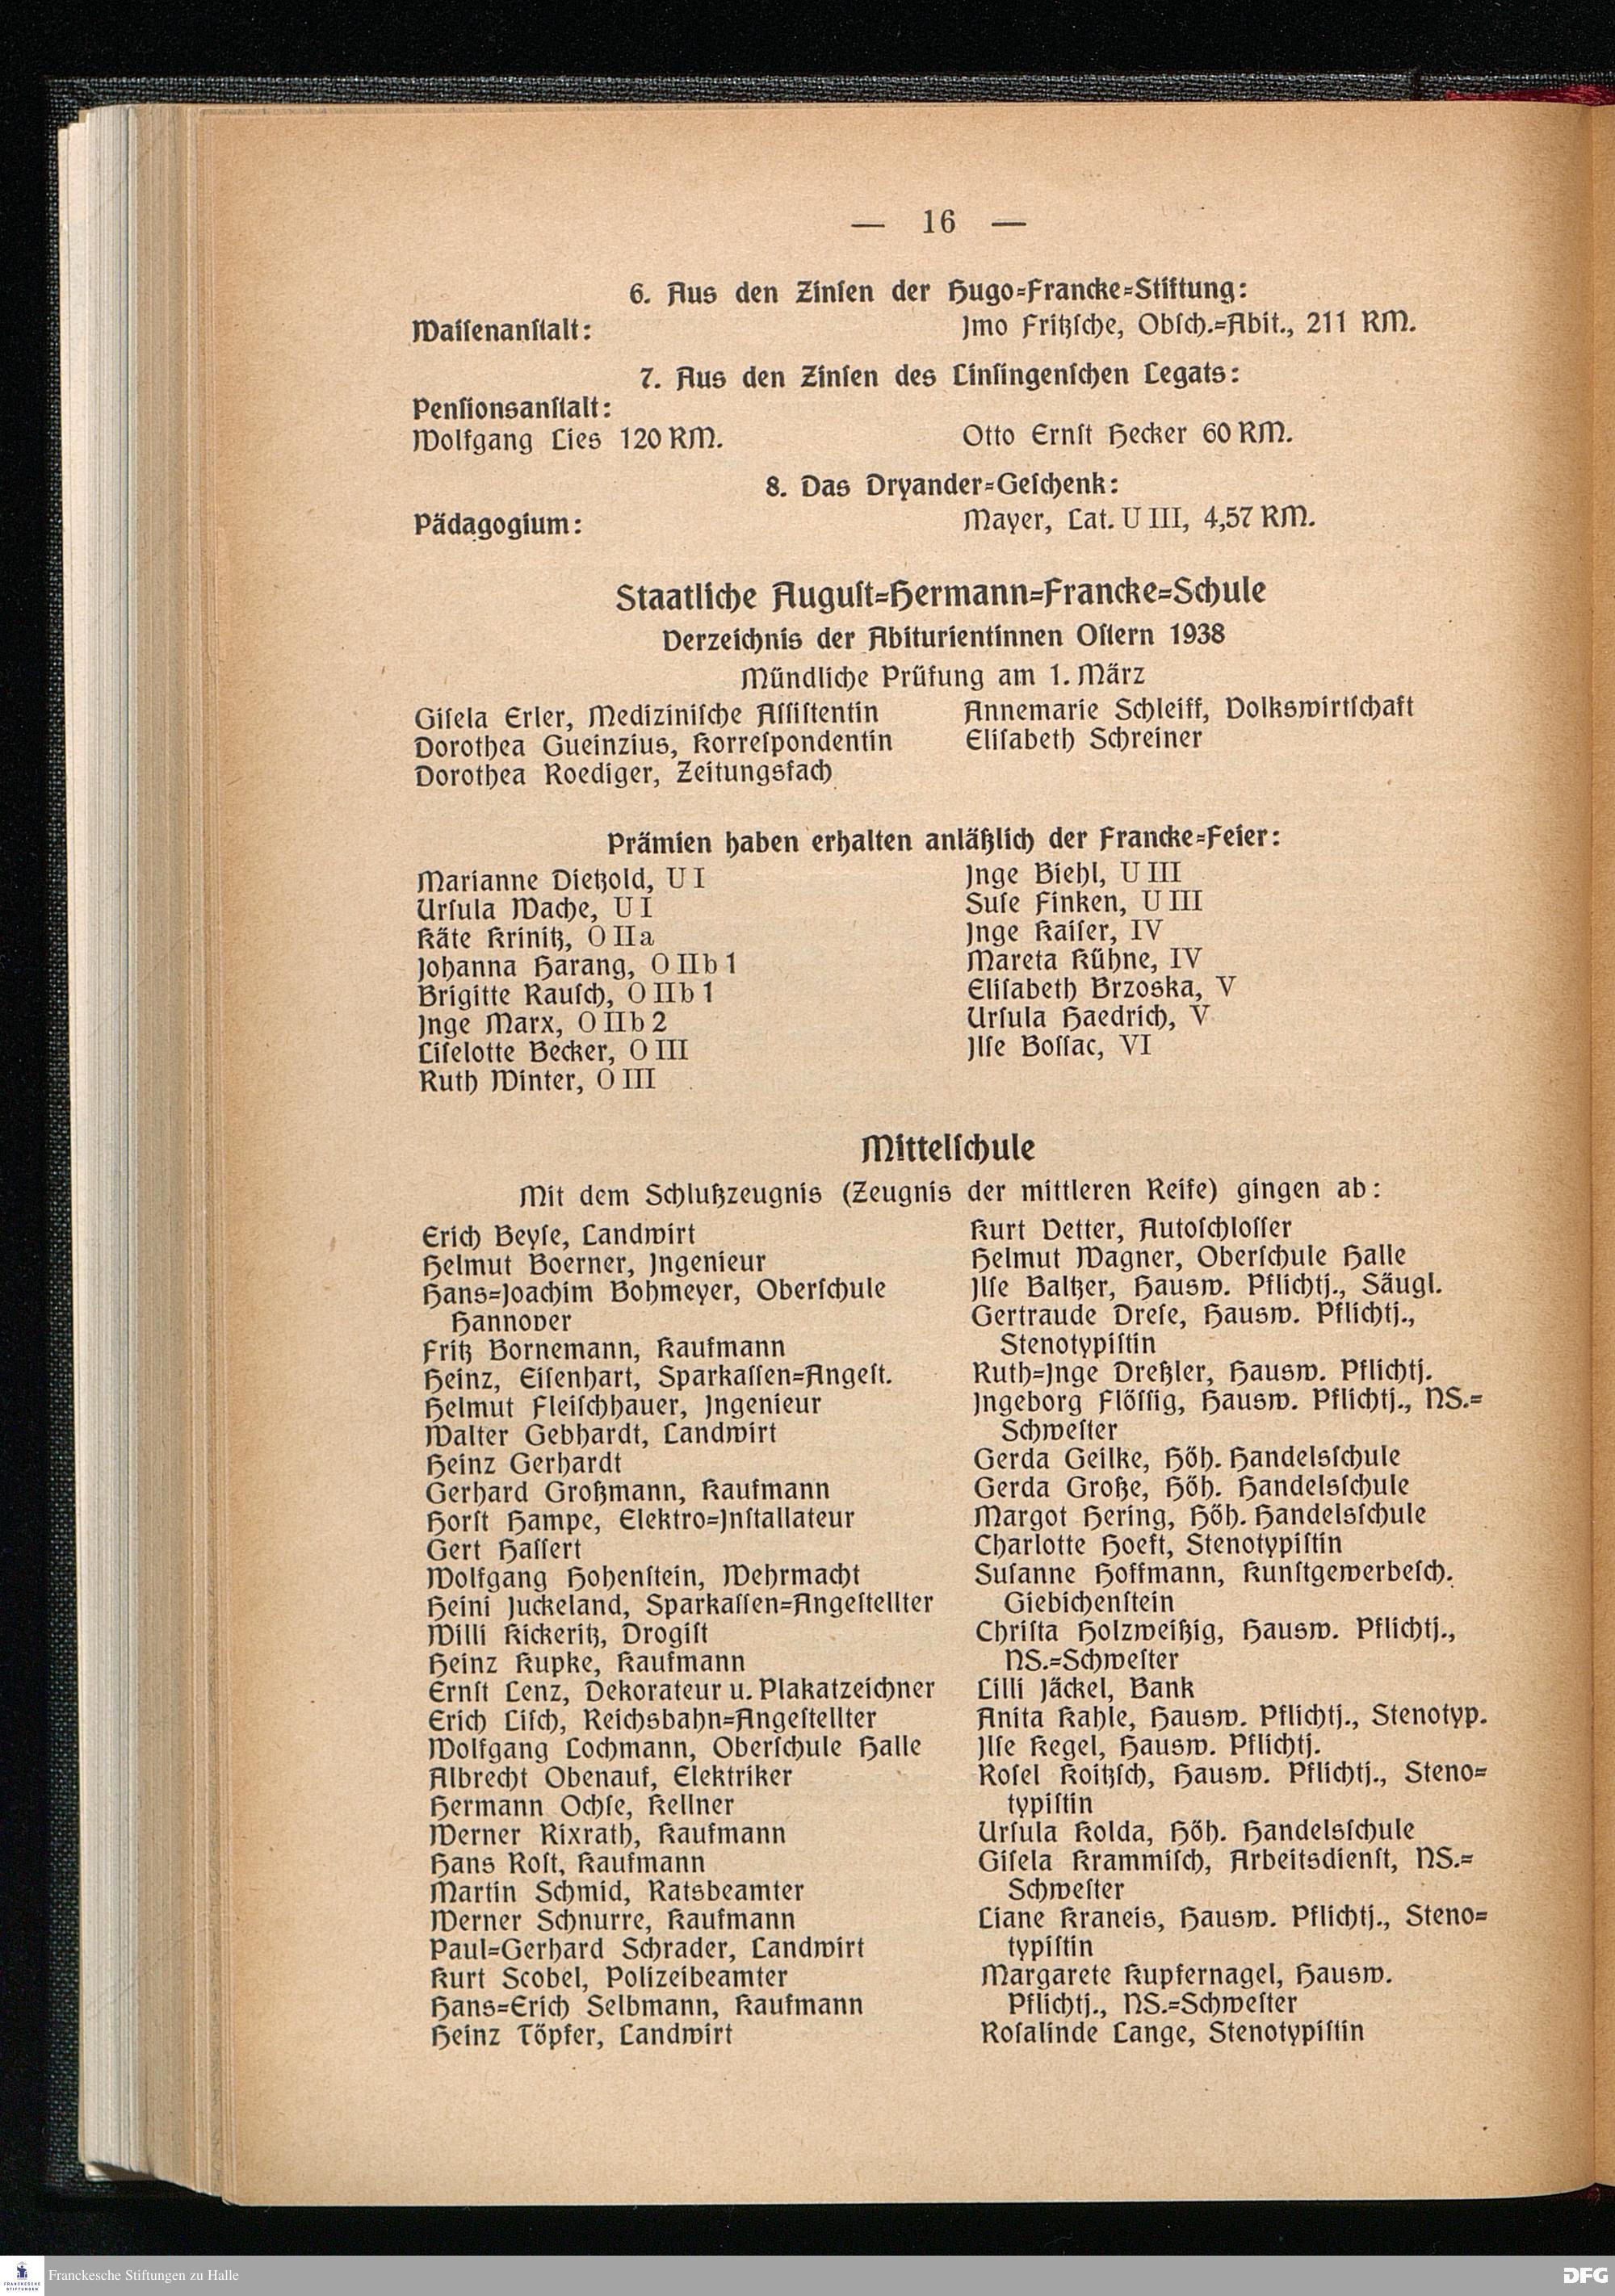 — 16 —
6. Aus den Zinsen der Hugo-Francke-Stiftung:
Waisenanstalt:
Imo Fritzsche, Obsch.-Abit., 211 RM.
7. Aus den Zinsen des Linsingenschen Legats:
Pensionsanstalt:
Wolfgang Lies 120 RM.
Otto Ernst Hecker 60 RM.
8. Das Dryander-Geschenk:
Pädagogium:
Mayer, Lat. U III, 4,57 RM.
Staatliche August-Hermann-Francke-Schule
Verzeichnis der Abiturientinnen Ostern 1938
Mündliche Prüfung am 1. März
Gisela Erler, Medizinische Assistentin
Dorothea Gueinzius, Korrespondentin
Dorothea Roediger, Zeitungsfach
Annemarie Schleiff, Volkswirtschaft
Elisabeth Schreiner
Prämien haben erhalten anläßlich der Francke-Feier:
Marianne Dietzold, U I
Ursula Wache, U I
Käte Krinitz, O II a
Johanna Harang, O II b 1
Brigitte Rausch, O II b 1
Inge Marx, O II b 2
Liselotte Becker, O III
Ruth Winter, O III
Inge Biehl, U III
Suse Finken, U III
Inge Kaiser, IV
Mareta Kühne, IV
Elisabeth Brzoska, V
Ursula Haedrich, V
Ilse Bossac, VI
Mittelschule
Mit dem Schlußzeugnis (Zeugnis der mittleren Reife) gingen ab:
Erich Beyse, Landwirt
Helmut Boerner, Ingenieur
Hans-Joachim Bohmeyer, Oberschule
Hannover
Fritz Bornemann, Kaufmann
Heinz, Eisenhart, Sparkassen-Angest.
Helmut Fleischhauer, Ingenieur
Walter Gebhardt, Landwirt
Heinz Gerhardt
Gerhard Großmann, Kaufmann
Horst Hampe, Elektro-Installateur
Gert Hassert
Wolfgang Hohenstein, Wehrmacht
Heini Juckeland, Sparkassen-Angestellter
Willi Kickeritz, Drogist
Heinz Kupke, Kaufmann
Ernst Lenz, Dekorateur u. Plakatzeichner
Erich Lisch, Reichsbahn-Angestellter
Wolfgang Lochmann, Oberschule Halle
Albrecht Obenauf, Elektriker
Hermann Ochse, Kellner
Werner Rixrath, Kaufmann
Hans Rost, Kaufmann
Martin Schmid, Ratsbeamter
Werner Schnurre, Kaufmann
Paul-Gerhard Schrader, Landwirt
Kurt Scobel, Polizeibeamter
Hans-Erich Selbmann, Kaufmann
Heinz Töpfer, Landwirt
Kurt Vetter, Autoschlosser
Helmut Wagner, Oberschule Halle
Ilse Baltzer, Hausw. Pflichtj., Säugl.
Gertraude Drese, Hausw. Pflichtj.,
Stenotypistin
Ruth-Inge Dreßler, Hausw. Pflichtj.
Ingeborg Flössig, Hausw. Pflichtj., NS.-
Schwester
Gerda Geilke, Höh. Handelsschule
Gerda Große, Höh. Handelsschule
Margot Hering, Höh. Handelsschule
Charlotte Hoeft, Stenotypistin
Susanne Hoffmann, Kunstgewerbesch.
Giebichenstein
Christa Holzweißig, Hausw. Pflichtj.,
NS.-Schwester
Lilli Jäckel, Bank
Anita Kahle, Hausw. Pflichtj., Stenotyp.
Ilse Kegel, Hausw. Pflichtj.
Rosel Koitzsch, Hausw. Pflichtj., Steno-
typistin
Ursula Kolda, Höh. Handelsschule
Gisela Krammisch, Arbeitsdienst, NS.-
Schwester
Liane Kraneis, Hausw. Pflichtj., Steno-
typistin
Margarete Kupfernagel, Hausw.
Pflichtj., NS.-Schwester
Rosalinde Lange, Stenotypistin
FRANCKESCHE
STIFTUNGEN
Franckesche Stiftungen zu Halle
DFG